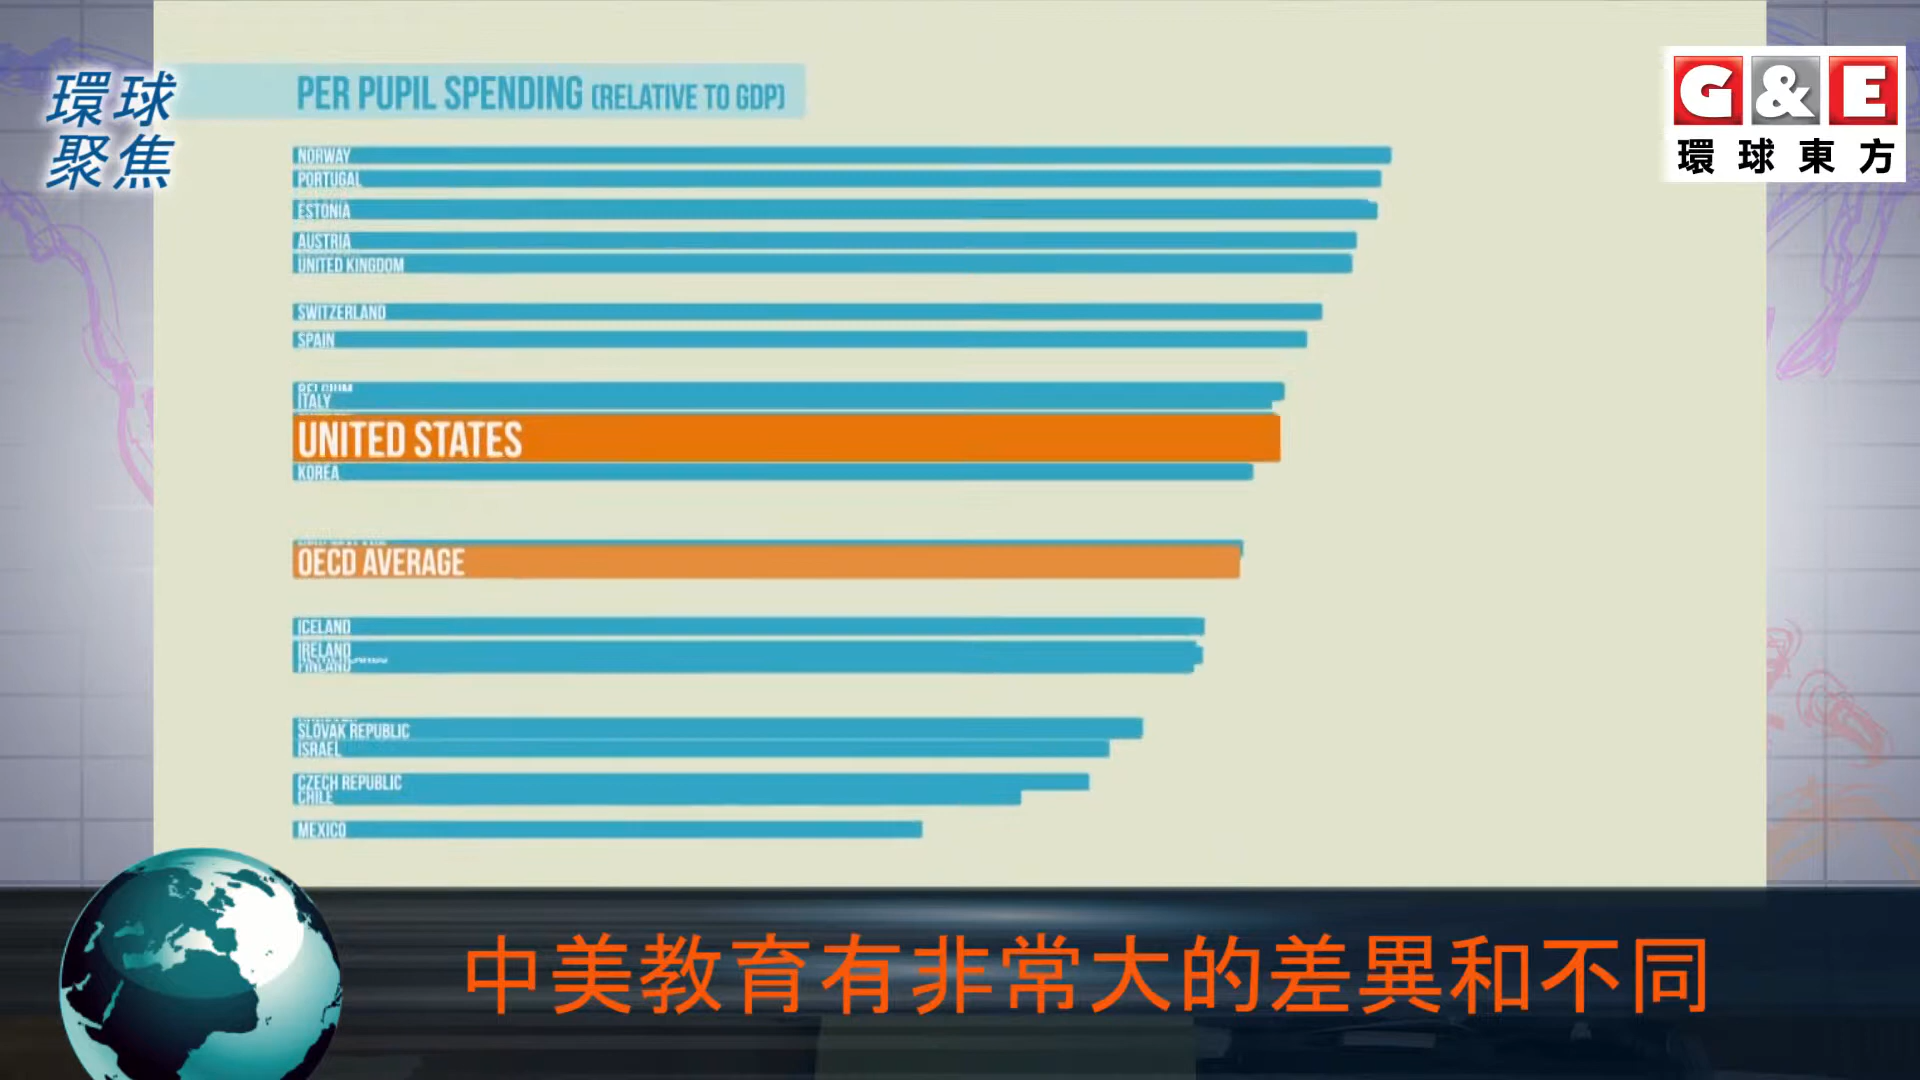 環球
聚焦
G&E
環球東方
PER PUPIL SPENDING (RELATIVE TO GDP)
NORWAY
PORTUGAL
ESTONIA
AUSTRIA
UNITED KINGDOM
SWITZERLAND
SPAIN
BELGIUM
ITALY
UNITED STATES
KOREA
OECD AVERAGE
ICELAND
IRELAND
FINLAND
SLOVAK REPUBLIC
ISRAEL
CZECH REPUBLIC
CHILE
MEXICO
中美教育有非常大的差異和不同